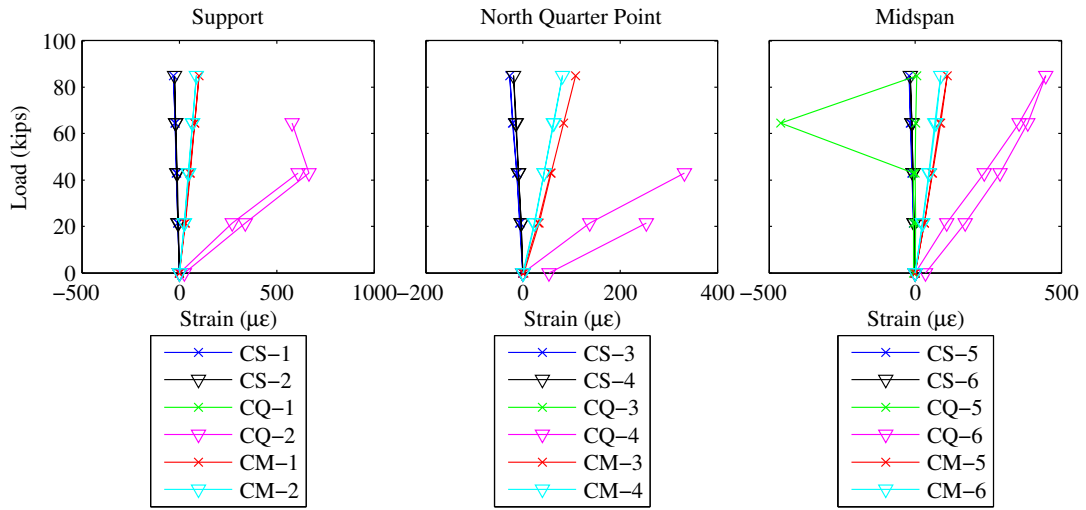 Support
North Quarter Point
Midspan
100
80
60
40
20
0
Load (kips)
−500
0
500
1000
Strain (με)
−200
0
200
400
Strain (με)
−500
0
500
Strain (με)
CS−1
CS−2
CQ−1
CQ−2
CM−1
CM−2
CS−3
CS−4
CQ−3
CQ−4
CM−3
CM−4
CS−5
CS−6
CQ−5
CQ−6
CM−5
CM−6